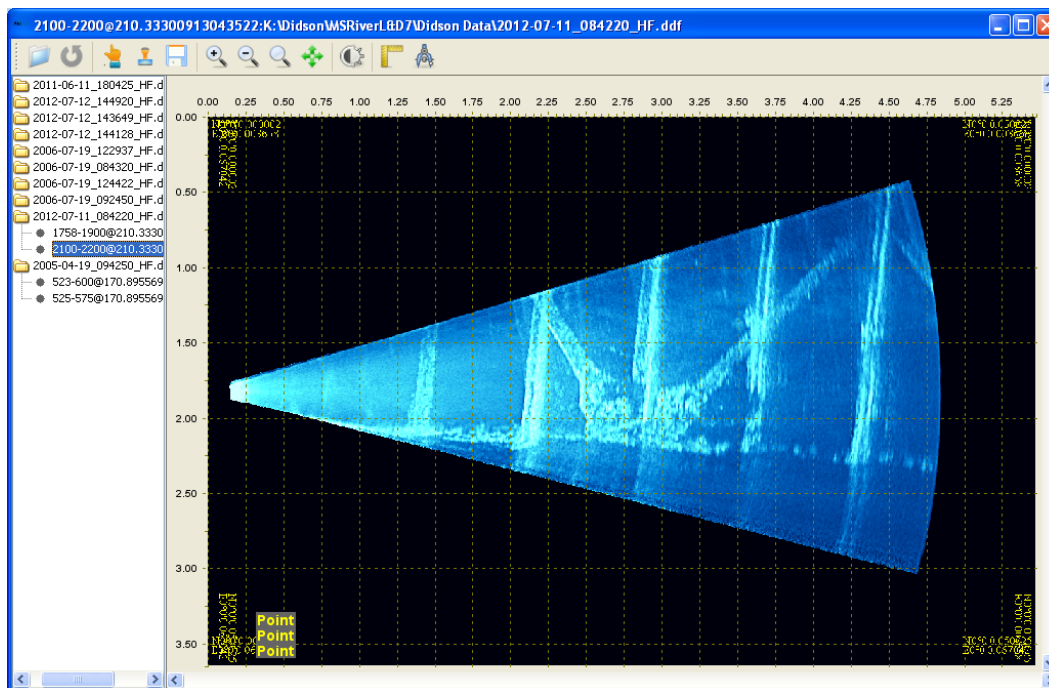 2100-2200@210.33300913043522:K:\Didson\MSRiverL&D7\Didson Data\2012-07-11_084220_HF.ddf
2011-06-11_180425_HF.d
2012-07-12_144920_HF.d
2012-07-12_143649_HF.d
2012-07-12_144128_HF.d
2006-07-19_122937_HF.d
2006-07-19_084320_HF.d
2006-07-19_124422_HF.d
2006-07-19_092450_HF.d
2012-07-11_084220_HF.d
1758-1900@210.3330
2100-2200@210.3330
2005-04-19_094250_HF.d
523-600@170.895569
525-575@170.895569
0.00 0.25 0.50 0.75 1.00 1.25 1.50 1.75 2.00 2.25 2.50 2.75 3.00 3.25 3.50 3.75 4.00 4.25 4.50 4.75 5.00 5.25
0.00
0.50
1.00
1.50
2.00
2.50
3.00
3.50
Point
Point
Point